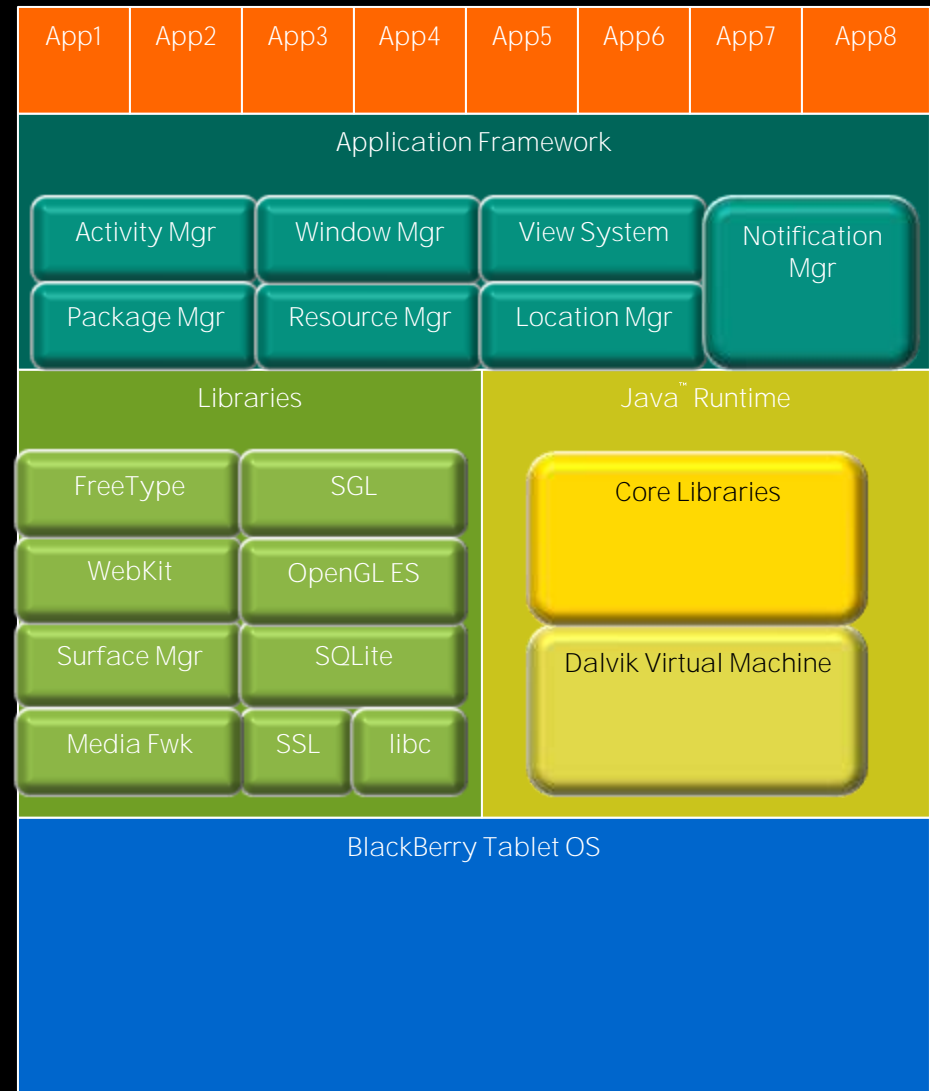 App1 App2 App3 App4 App5 App6 App7 App8
Application Framework
Activity Mgr Window Mgr View System Notification
Mgr
Package Mgr Resource Mgr Location Mgr
Libraries
FreeType SGL
WebKit OpenGL ES
Surface Mgr SQLite
Media Fwk SSL libc
Java™ Runtime
Core Libraries
Dalvik Virtual Machine
BlackBerry Tablet OS